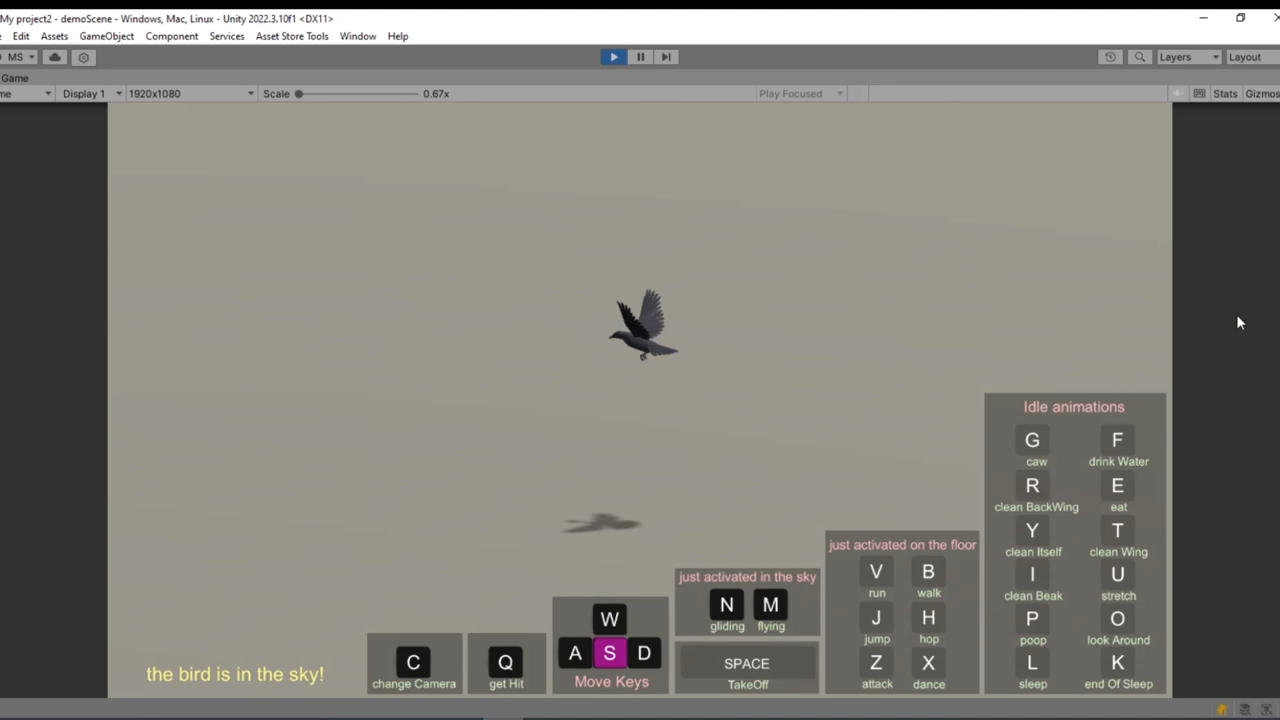 My project2 - demoScene - Windows, Mac, Linux - Unity 2022.3.10f1 <DX11>
Edit Assets GameObject Component Services Asset Store Tools Window Help
MS Layers Layout
Game
Display 1 1920x1080 Scale 0.67x Play Focused Stats Gizmos
Idle animations
G F
caw drink Water
R E
clean BackWing eat
Y T
clean Itself clean Wing
I U
clean Beak stretch
P O
poop look Around
L K
sleep end Of Sleep
just activated on the floor
V B
run walk
J H
jump hop
Z X
attack dance
just activated in the sky
N M
gliding flying
SPACE
TakeOff
W
A S D
Move Keys
Q
get Hit
C
change Camera
the bird is in the sky!